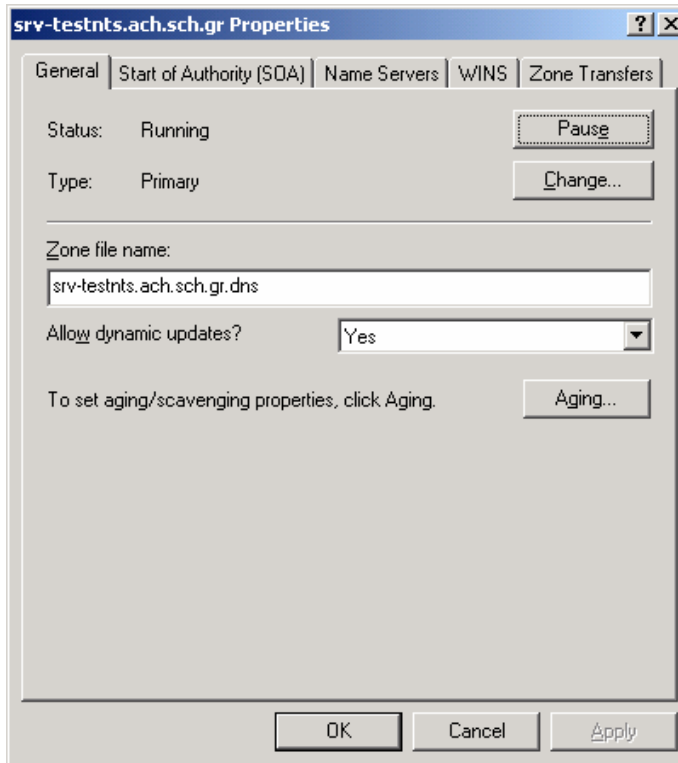 srv-testnts.ach.sch.gr Properties
General Start of Authority (SOA) Name Servers WINS Zone Transfers
Status: Running Pause
Type: Primary Change...
Zone file name:
srv-testnts.ach.sch.gr.dns
Allow dynamic updates? Yes
To set aging/scavenging properties, click Aging. Aging...
OK Cancel Apply